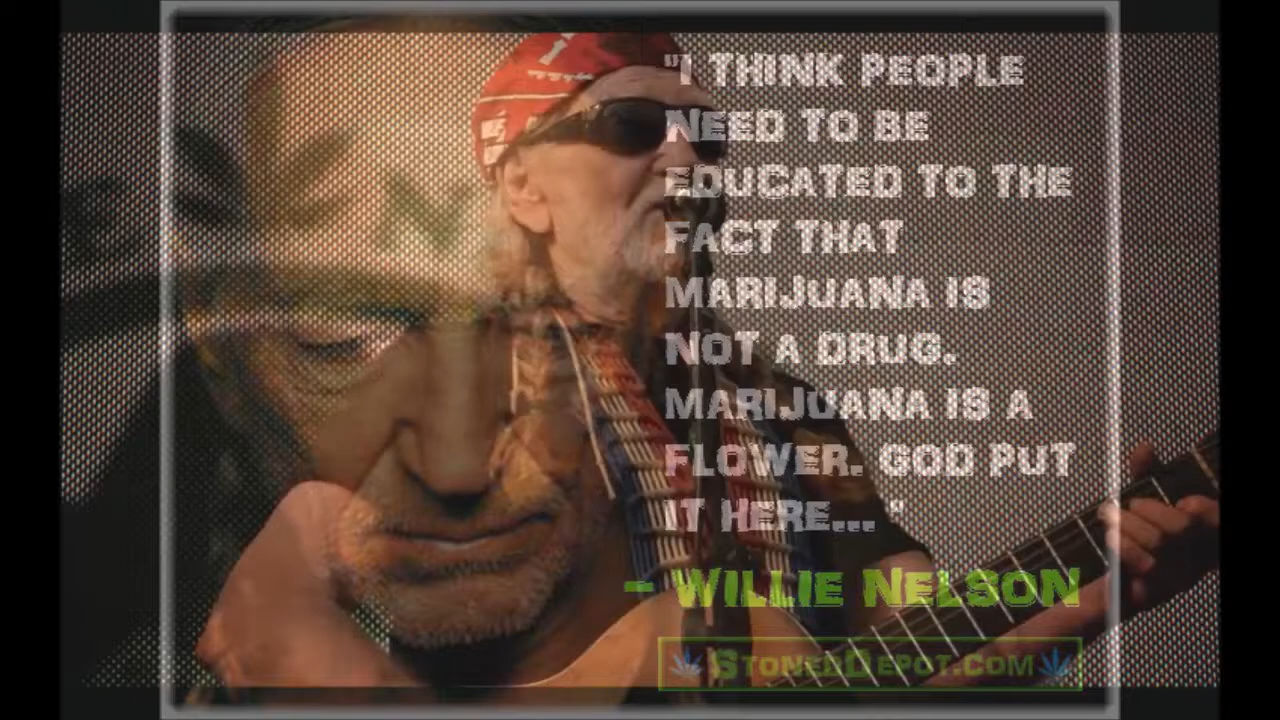 "I THINK PEOPLE
NEED TO BE
EDUCATED TO THE
FACT THAT
MARIJUANA IS
NOT A DRUG.
MARIJUANA IS A
FLOWER. GOD PUT
IT HERE... "
- WILLIE NELSON
STONERDEPOT.COM